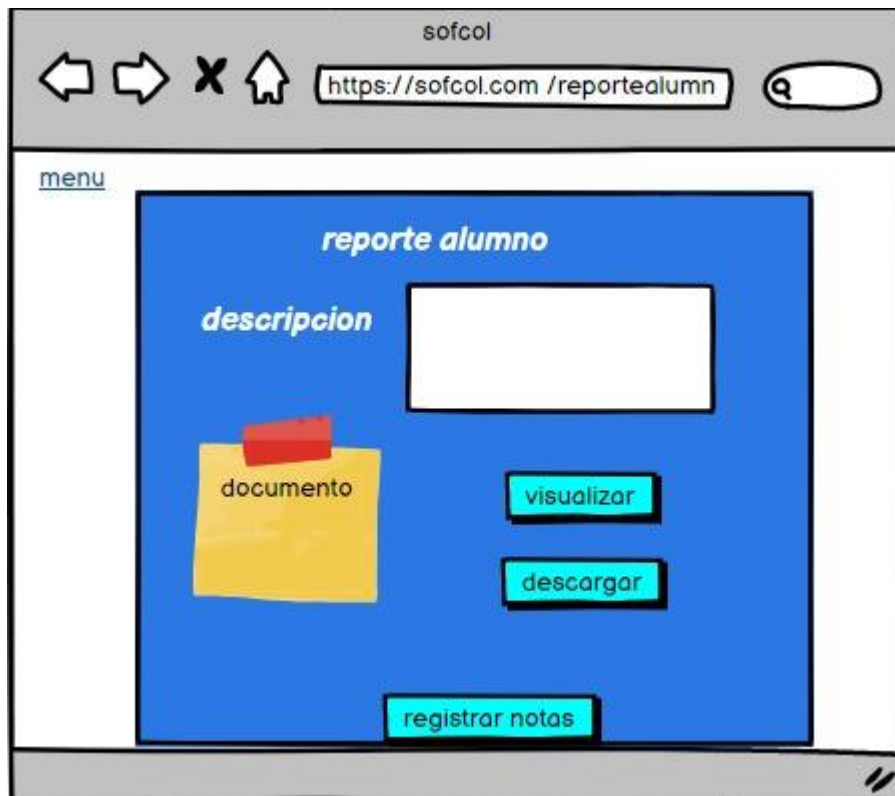 sofcol
https://sofcol.com /reportealumn
menu
reporte alumno
descripcion
documento
visualizar
descargar
registrar notas